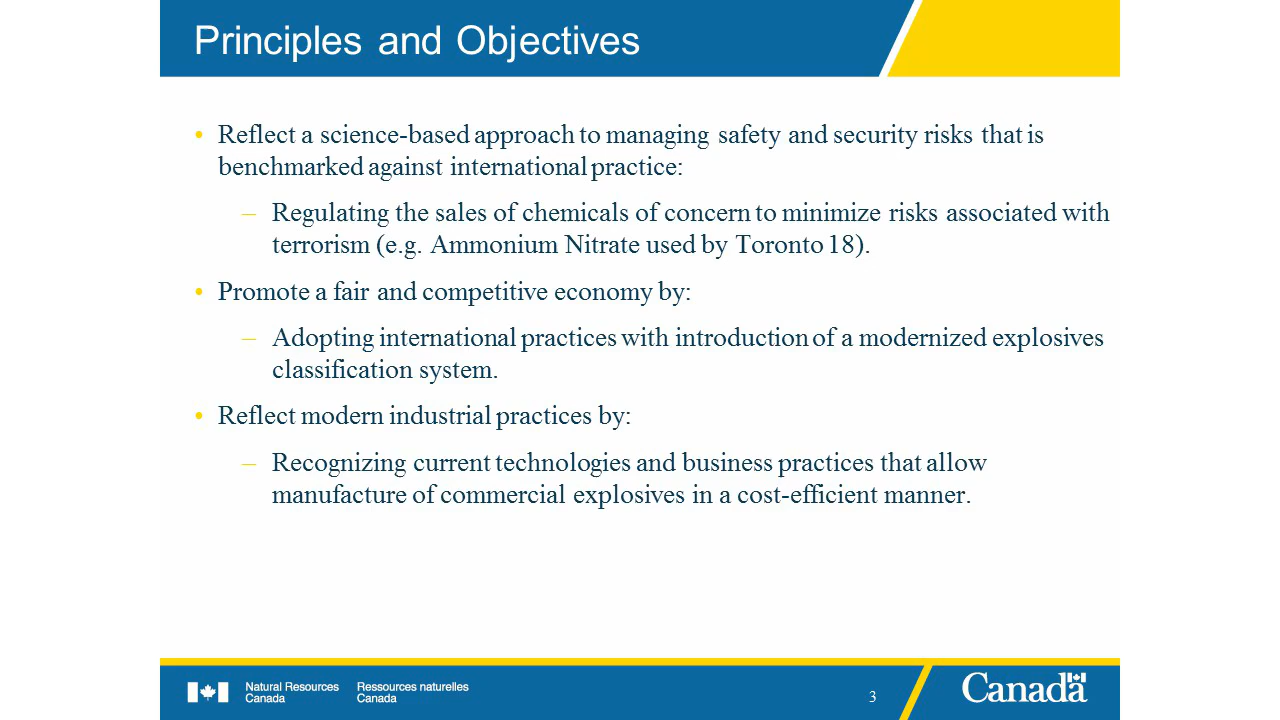 Principles and Objectives
• Reflect a science-based approach to managing safety and security risks that is
benchmarked against international practice:
– Regulating the sales of chemicals of concern to minimize risks associated with
terrorism (e.g. Ammonium Nitrate used by Toronto 18).
• Promote a fair and competitive economy by:
– Adopting international practices with introduction of a modernized explosives
classification system.
• Reflect modern industrial practices by:
– Recognizing current technologies and business practices that allow
manufacture of commercial explosives in a cost-efficient manner.
Natural Resources
Canada
Ressources naturelles
Canada
3
Canada